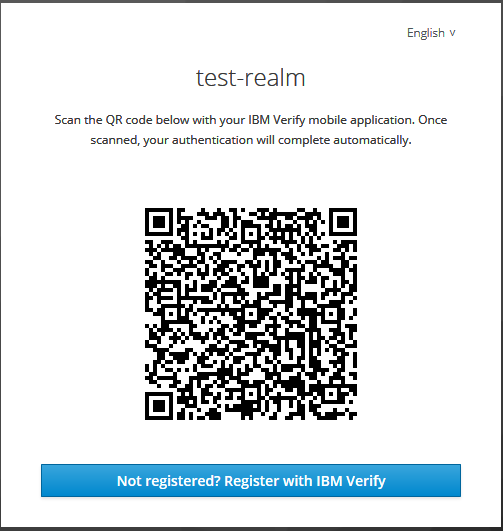 English v
test-realm
Scan the QR code below with your IBM Verify mobile application. Once
scanned, your authentication will complete automatically.
Not registered? Register with IBM Verify